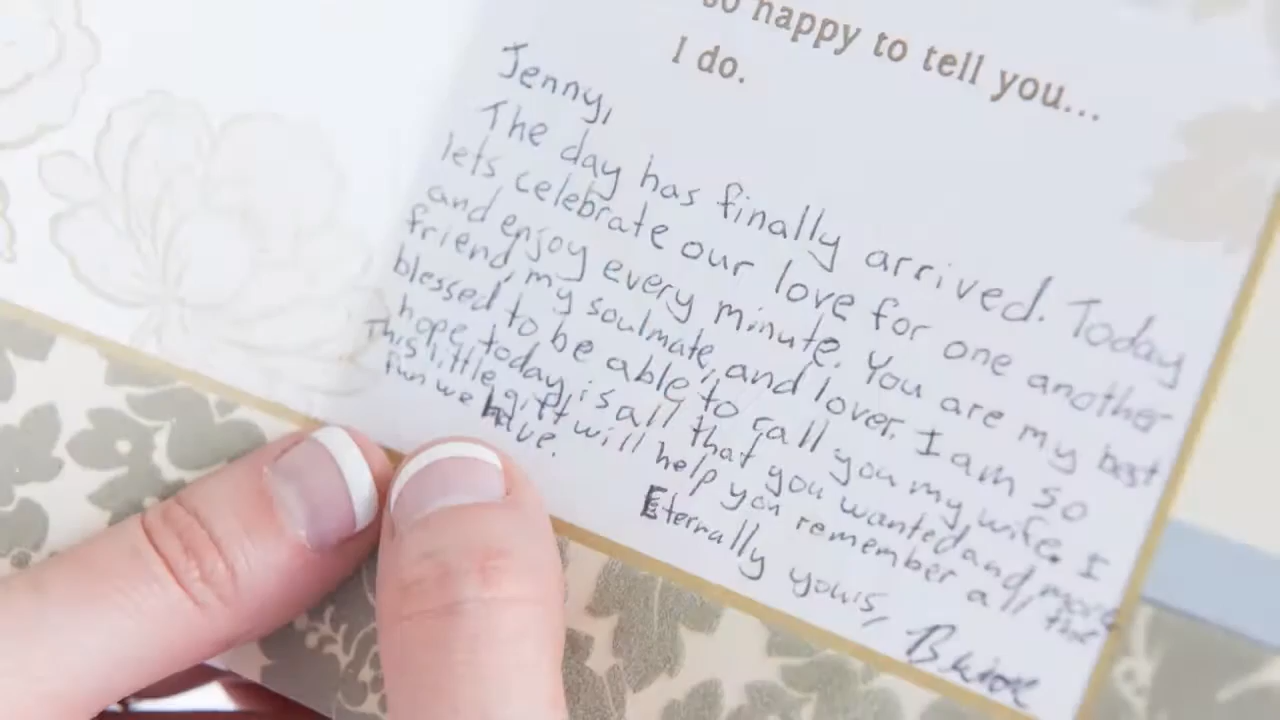 so happy to tell you...
I do.
Jenny,
The day has finally arrived. Today
lets celebrate our love for one another
and enjoy every minute. You are my best
friend, my soulmate, and lover. I am so
blessed to be able to call you my wife. I
hope today is all that you wanted and more
This little gift will help you remember all the
fun we have.
Eternally yours,